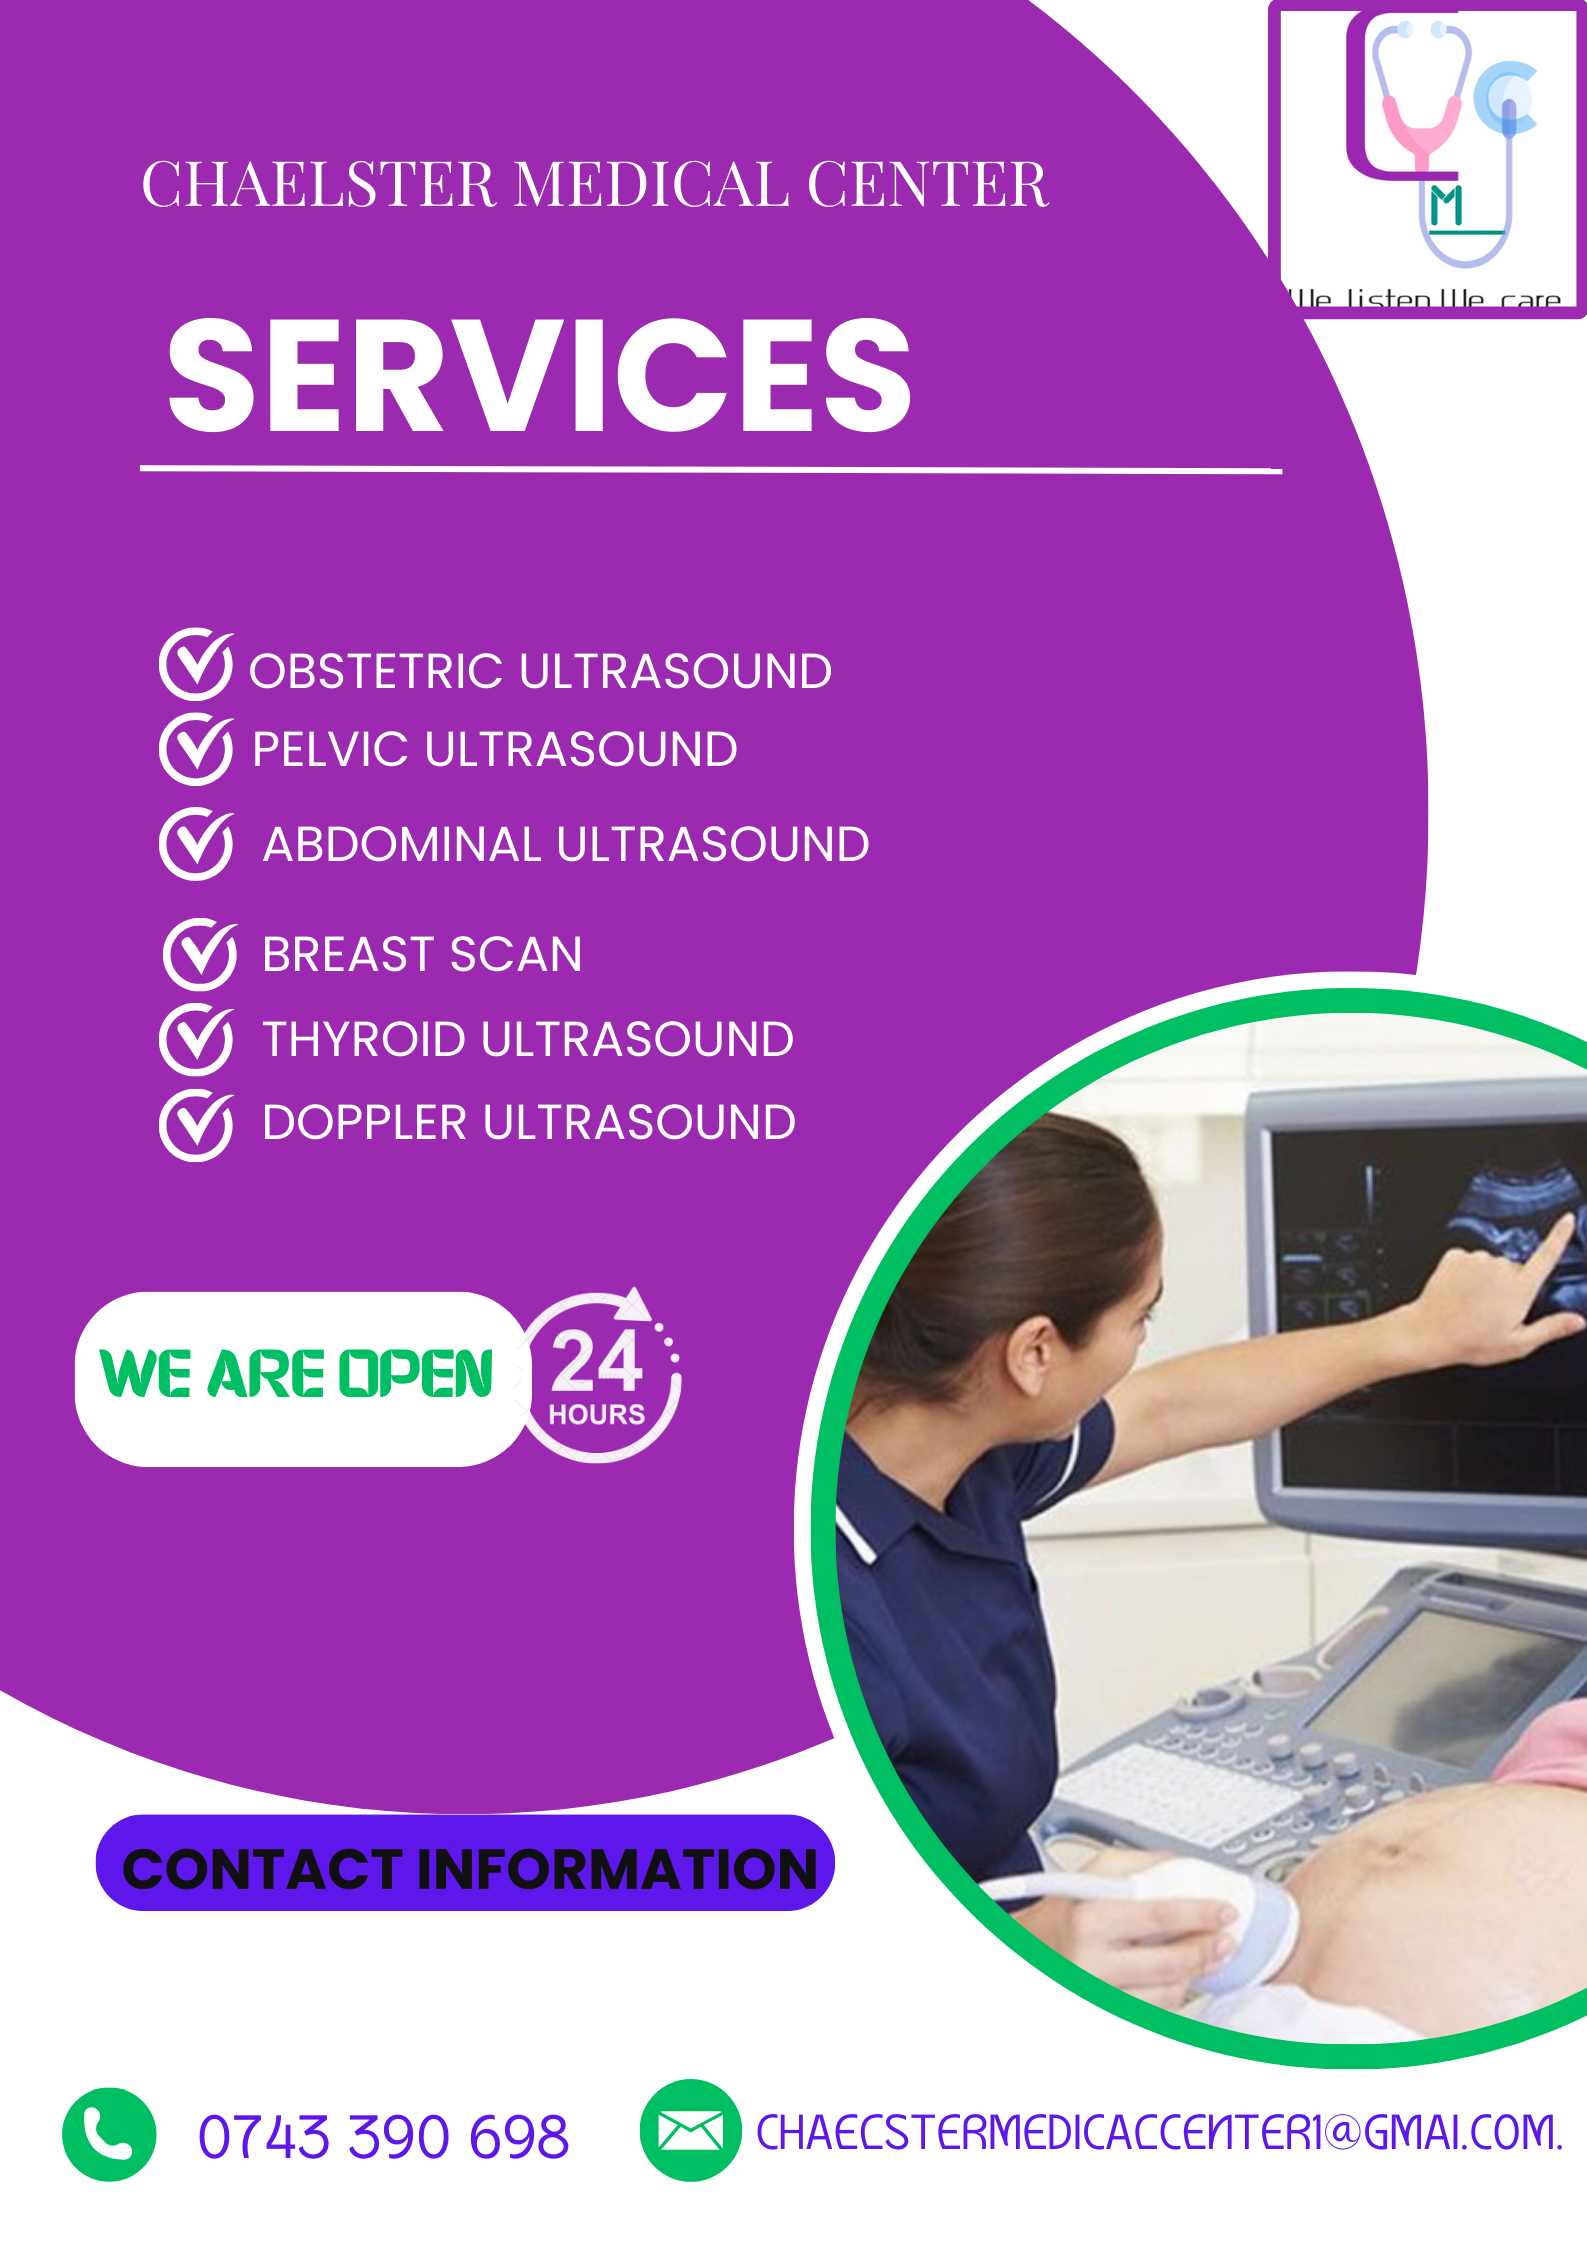 C
M
We listen We care
CHAELSTER MEDICAL CENTER
SERVICES
OBSTETRIC ULTRASOUND
PELVIC ULTRASOUND
ABDOMINAL ULTRASOUND
BREAST SCAN
THYROID ULTRASOUND
DOPPLER ULTRASOUND
WE ARE OPEN
24
HOURS
CONTACT INFORMATION
0743 390 698
CHAELSTERMEDICALCENTER1@GMAI.COM.